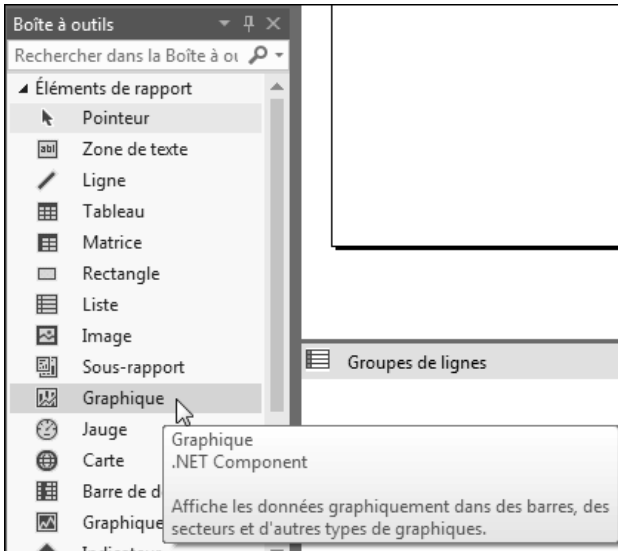 Boîte à outils
Rechercher dans la Boîte à ou
Éléments de rapport
Pointeur
Zone de texte
Ligne
Tableau
Matrice
Rectangle
Liste
Image
Sous-rapport
Graphique
Jauge
Carte
Barre de d
Graphique
Groupes de lignes
Graphique
.NET Component
Affiche les données graphiquement dans des barres, des
secteurs et d'autres types de graphiques.